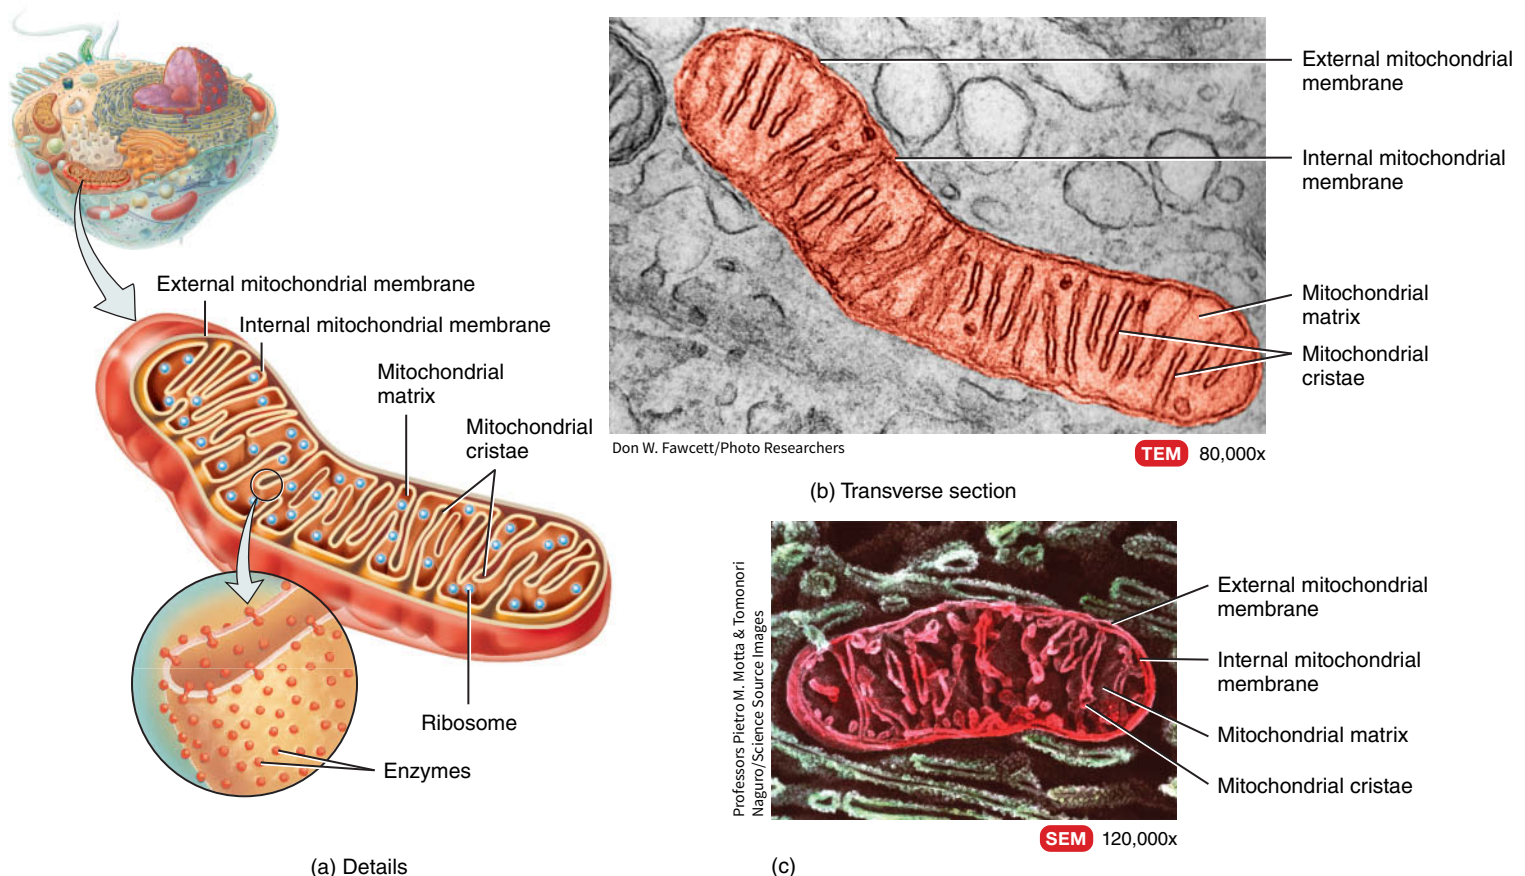 External mitochondrial membrane
Internal mitochondrial membrane
Mitochondrial
matrix
Mitochondrial
cristae
Ribosome
Enzymes
(a) Details
External mitochondrial
membrane
Internal mitochondrial
membrane
Mitochondrial
matrix
Mitochondrial
cristae
Don W. Fawcett/Photo Researchers
TEM 80,000x
(b) Transverse section
Professors Pietro M. Motta & Tomonori
Naguro/Science Source Images
External mitochondrial
membrane
Internal mitochondrial
membrane
Mitochondrial matrix
Mitochondrial cristae
SEM 120,000x
(c)